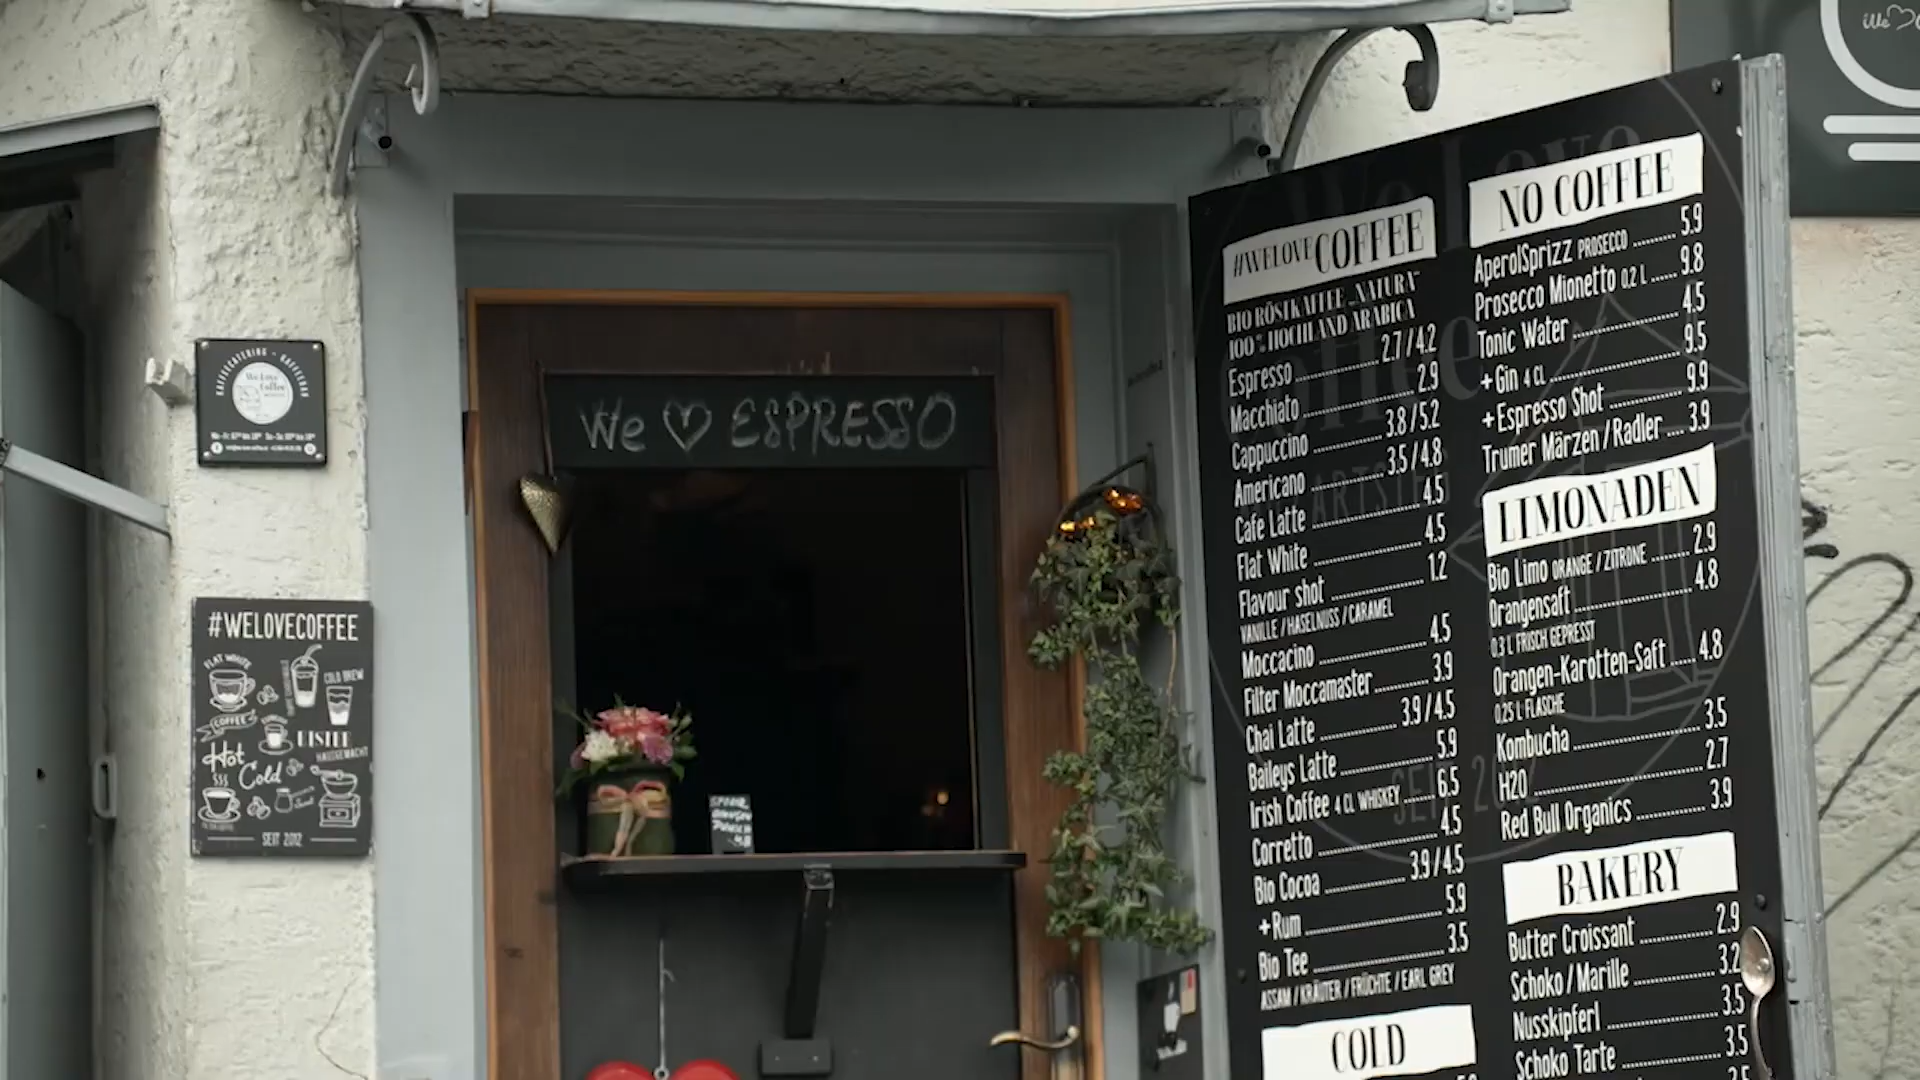 We ♡ ESPRESSO
#WELOVECOFFEE
FLAT WHITE
COLD BREW
COFFEE
Hot
$$$
Cold
HAUSGEMACHT
SEIT 2012
#WELOVECOFFEE
BIO RÖSTKAFFEE „NATURA"
100% HOCHLAND ARABICA
Espresso 2.7/4.2
Macchiato 2.9
Cappuccino 3.8/5.2
Americano 3.5/4.8
Cafe Latte 4.5
Flat White 4.5
Flavour shot 1.2
VANILLE / HASELNUSS / CARAMEL
Moccacino 4.5
Filter Moccamaster 3.9
Chai Latte 3.9/4.5
Baileys Latte 5.9
Irish Coffee 4 CL WHISKEY 6.5
Corretto 4.5
Bio Cocoa 3.9/4.5
+Rum 5.9
Bio Tee 3.5
ASSAM / KRÄUTER / FRÜCHTE / EARL GREY
COLD
NO COFFEE
AperolSprizz PROSECCO 5.9
Prosecco Mionetto 0.2 L 9.8
Tonic Water 4.5
+Gin 4 CL 9.5
+Espresso Shot 9.9
Trumer Märzen/Radler 3.9
LIMONADEN
Bio Limo ORANGE / ZITRONE 2.9
Orangensaft 4.8
0.3 L FRISCH GEPRESST
Orangen-Karotten-Saft 4.8
0.25 L FLASCHE
Kombucha 3.5
H2O 2.7
Red Bull Organics 3.9
BAKERY
Butter Croissant 2.9
Schoko/Marille 3.2
Nusskipferl 3.5
Schoko Tarte 3.5